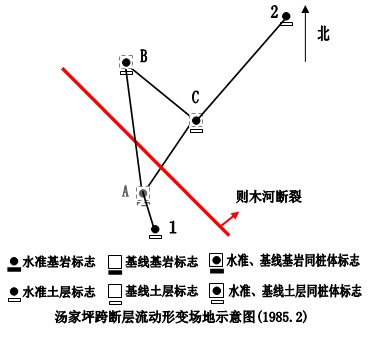 2
北
B
C
A
1
则木河断裂
水准基岩标志 基线基岩标志 水准、基线基岩同桩体标志
水准土层标志 基线土层标志 水准、基线土层同桩体标志
汤家坪跨断层流动形变场地示意图(1985.2)